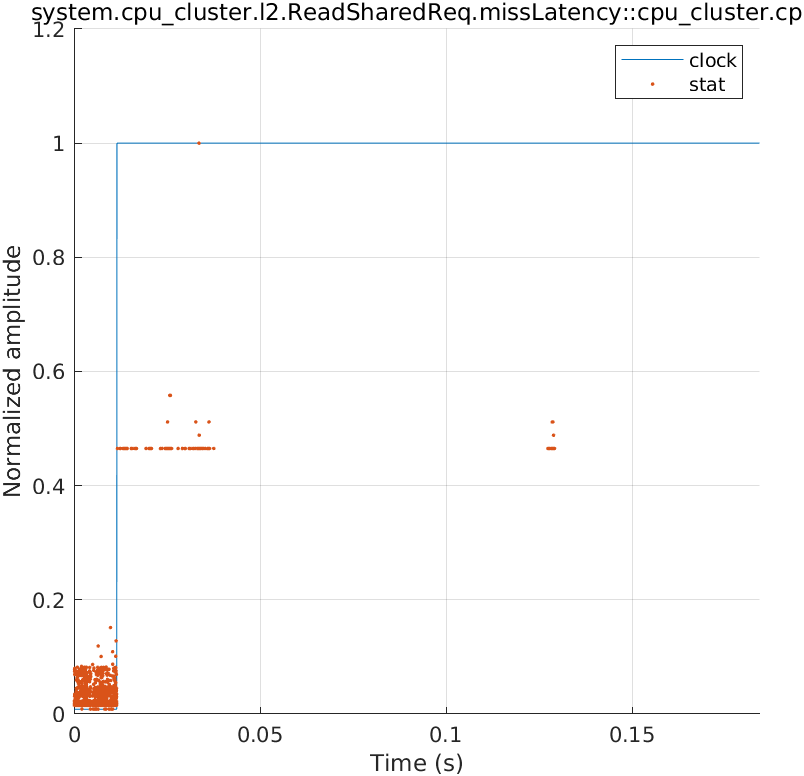 system.cpu_cluster.l2.ReadSharedReq.missLatency::cpu_cluster.cp
1.2
clock
stat
1
0.8
0.6
0.4
0.2
0
0
0.05
0.1
0.15
Normalized amplitude
Time (s)